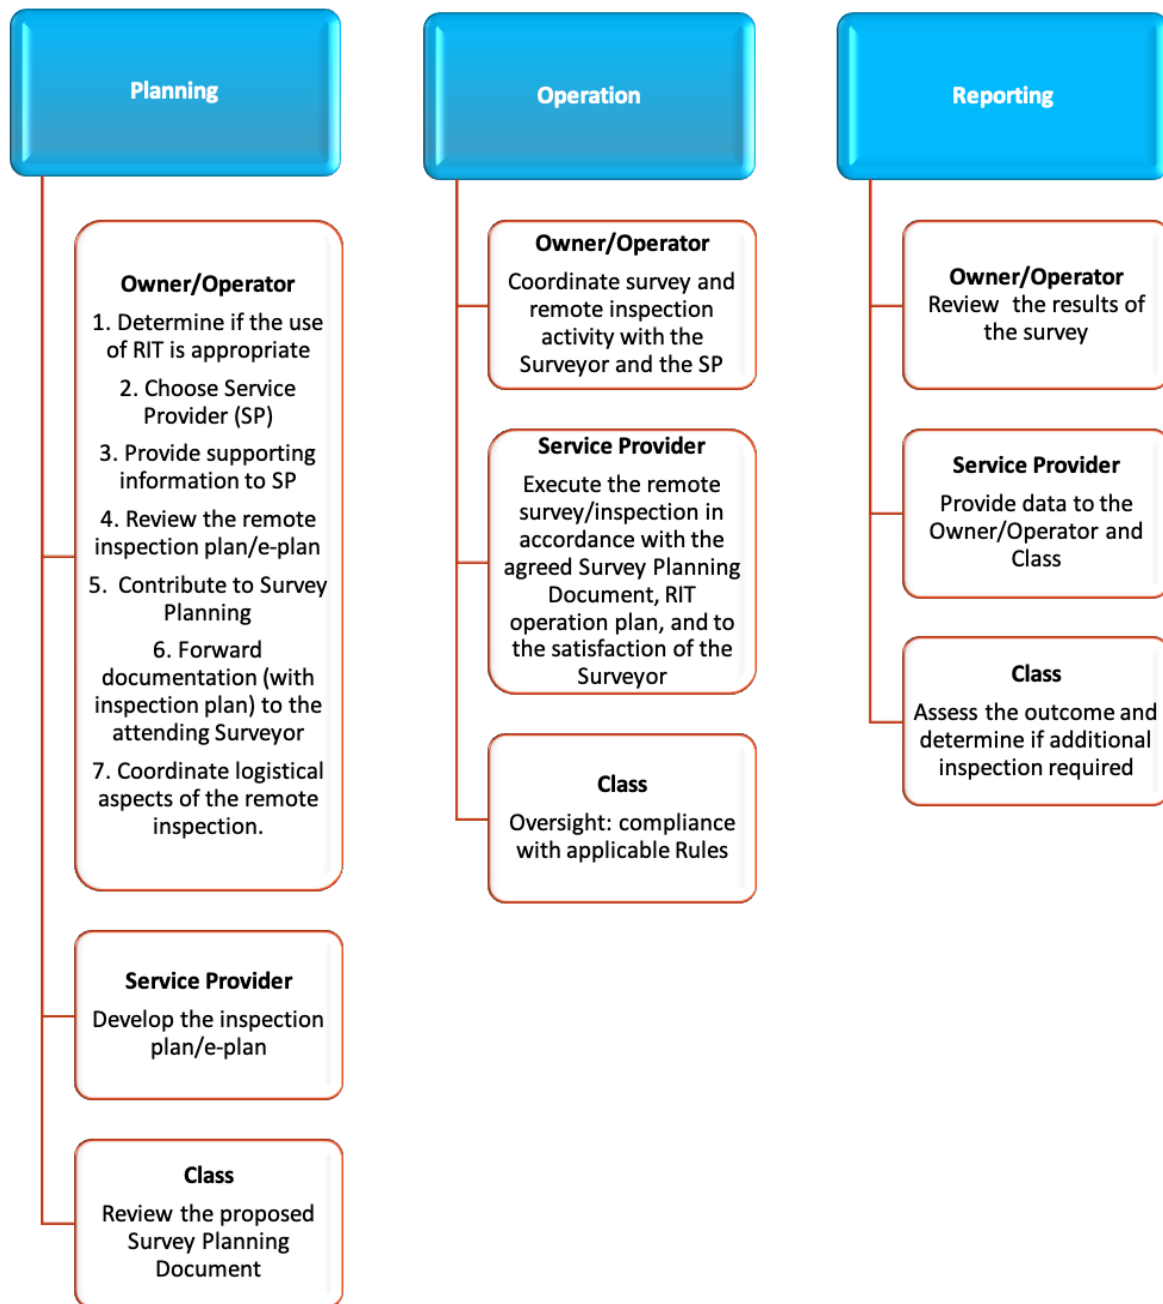 Planning
Owner/Operator
1. Determine if the use
of RIT is appropriate
2. Choose Service
Provider (SP)
3. Provide supporting
information to SP
4. Review the remote
inspection plan/e-plan
5.  Contribute to Survey
Planning
6. Forward
documentation (with
inspection plan) to the
attending Surveyor
7. Coordinate logistical
aspects of the remote
inspection.
Service Provider
Develop the inspection
plan/e-plan
Class
Review the proposed
Survey Planning
Document
Operation
Owner/Operator
Coordinate survey and
remote inspection
activity with the
Surveyor and the SP
Service Provider
Execute the remote
survey/inspection in
accordance with the
agreed Survey Planning
Document, RIT
operation plan, and to
the satisfaction of the
Surveyor
Class
Oversight: compliance
with applicable Rules
Reporting
Owner/Operator
Review  the results of
the survey
Service Provider
Provide data to the
Owner/Operator and
Class
Class
Assess the outcome and
determine if additional
inspection required